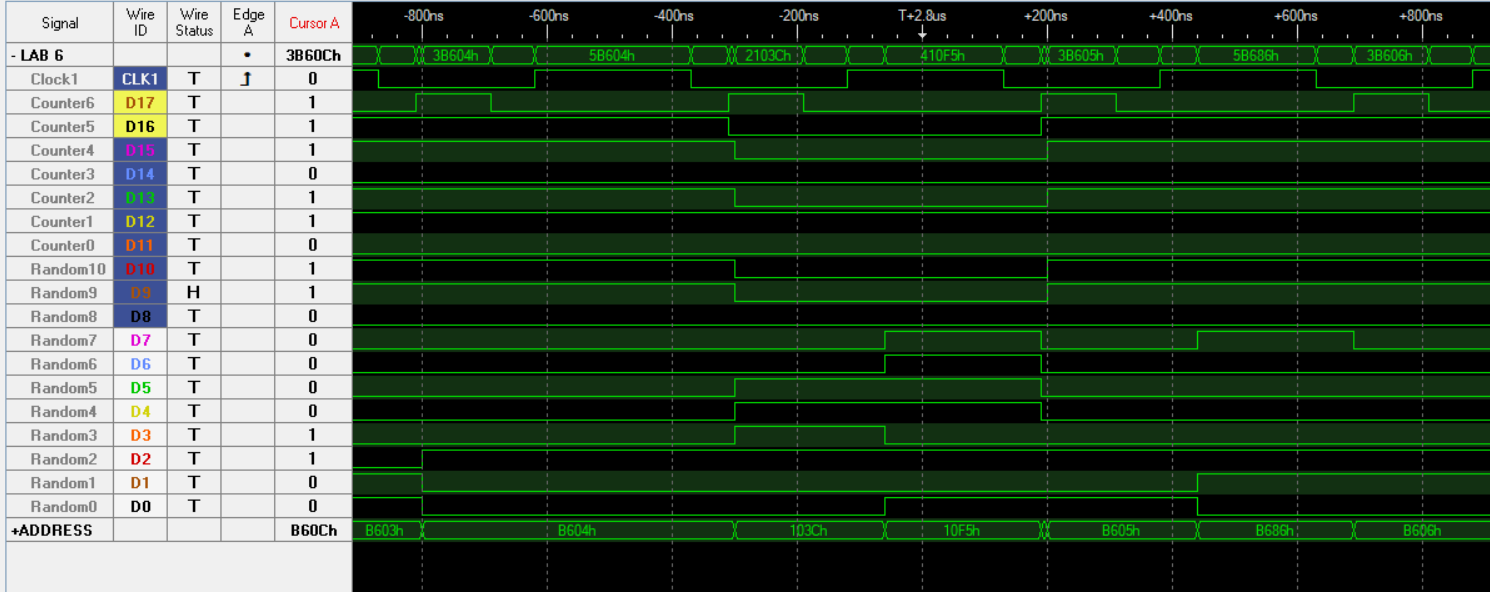 Signal Wire ID Wire Status Edge A Cursor A -800ns -600ns -400ns -200ns T+2.8us +200ns +400ns +600ns +800ns
- LAB 6 • 3B60Ch 3B604h 5B604h 2103Ch 410F5h 3B605h 5B686h 3B606h
Clock1 CLK1 T 0
Counter6 D17 T 1
Counter5 D16 T 1
Counter4 D15 T 1
Counter3 D14 T 0
Counter2 D13 T 1
Counter1 D12 T 1
Counter0 D11 T 0
Random10 D10 T 1
Random9 D9 H 1
Random8 D8 T 0
Random7 D7 T 0
Random6 D6 T 0
Random5 D5 T 0
Random4 D4 T 0
Random3 D3 T 1
Random2 D2 T 1
Random1 D1 T 0
Random0 D0 T 0
+ADDRESS B60Ch B603h B604h 103Ch 10F5h B605h B686h B606h